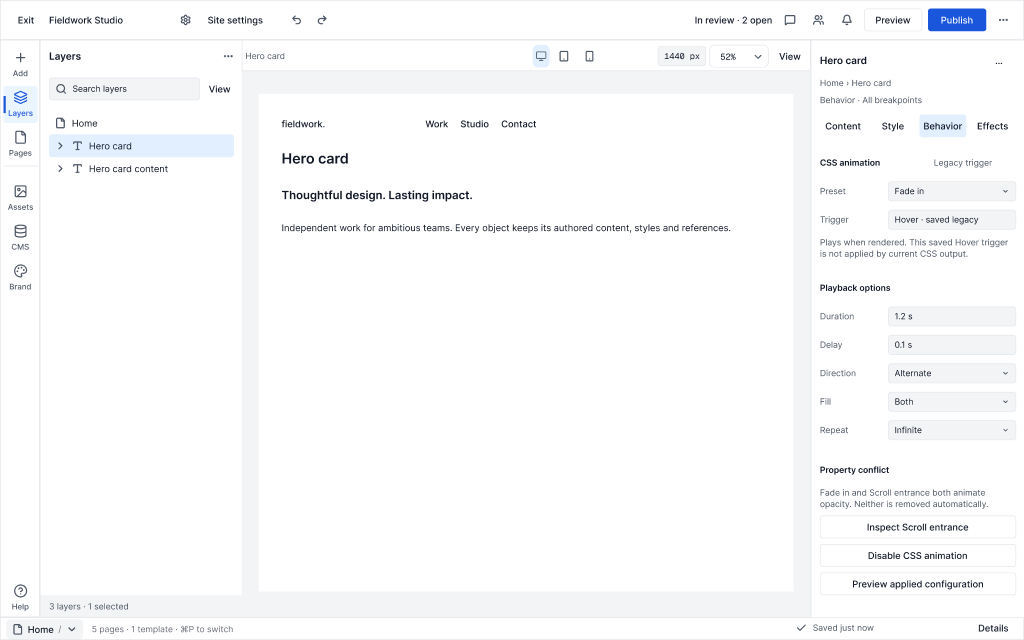 Exit Fieldwork Studio Site settings In review · 2 open Preview Publish
Add
Layers
Pages
Assets
CMS
Brand
Help
Layers
Search layers View
Home
Hero card
Hero card content
3 layers · 1 selected
Hero card 1440 px 52% View
fieldwork. Work Studio Contact
Hero card
Thoughtful design. Lasting impact.
Independent work for ambitious teams. Every object keeps its authored content, styles and references.
Hero card
Home › Hero card
Behavior · All breakpoints
Content Style Behavior Effects
CSS animation Legacy trigger
Preset Fade in
Trigger Hover · saved legacy
Plays when rendered. This saved Hover trigger
is not applied by current CSS output.
Playback options
Duration 1.2 s
Delay 0.1 s
Direction Alternate
Fill Both
Repeat Infinite
Property conflict
Fade in and Scroll entrance both animate
opacity. Neither is removed automatically.
Inspect Scroll entrance
Disable CSS animation
Preview applied configuration
Home / 5 pages · 1 template · ⌘P to switch Saved just now Details